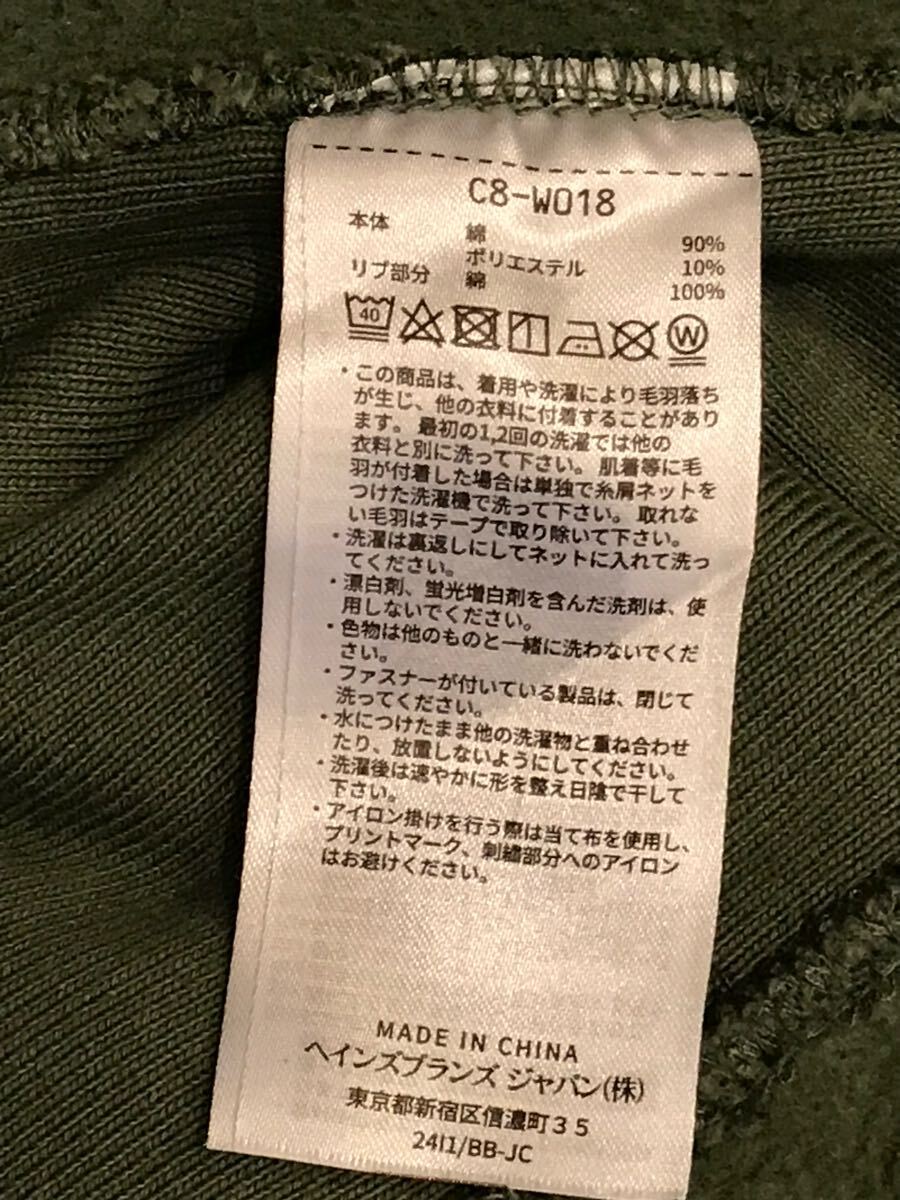 C8-W018
本体 綿 90%
ポリエステル 10%
リブ部分 綿 100%
40
W
・この商品は、着用や洗濯により毛羽落ち
が生じ、他の衣料に付着することがあり
ます。最初の1,2回の洗濯では他の
衣料と別に洗って下さい。肌着等に毛
羽が付着した場合は単独で糸屑ネットを
つけた洗濯機で洗って下さい。取れな
い毛羽はテープで取り除いて下さい。
・洗濯は裏返しにしてネットに入れて洗っ
てください。
・漂白剤、蛍光増白剤を含んだ洗剤は、使
用しないでください。
・色物は他のものと一緒に洗わないでくだ
さい。
・ファスナーが付いている製品は、閉じて
洗ってください。
・水につけたまま他の洗濯物と重ね合わせ
たり、放置しないようにしてください。
・洗濯後は速やかに形を整え日陰で干して
下さい。
・アイロン掛けを行う際は当て布を使用し、
プリントマーク、刺繍部分へのアイロン
はお避けください。
MADE IN CHINA
ヘインズブランズ ジャパン(株)
東京都新宿区信濃町35
24I1/BB-JC